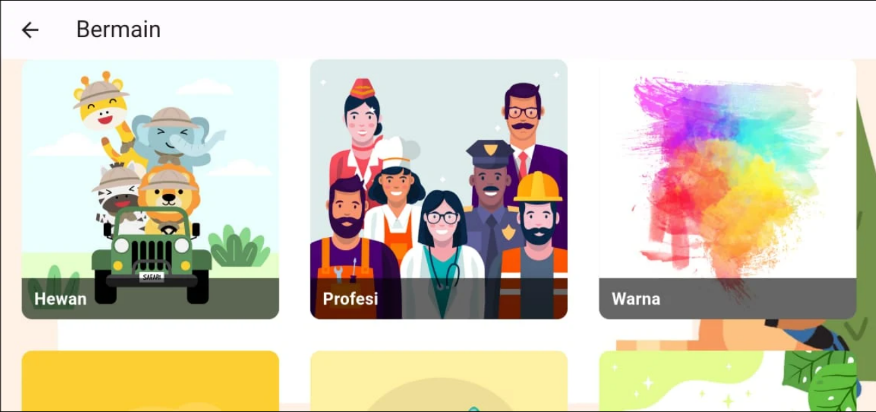 Bermain
SAFARI
Hewan
Profesi
Warna